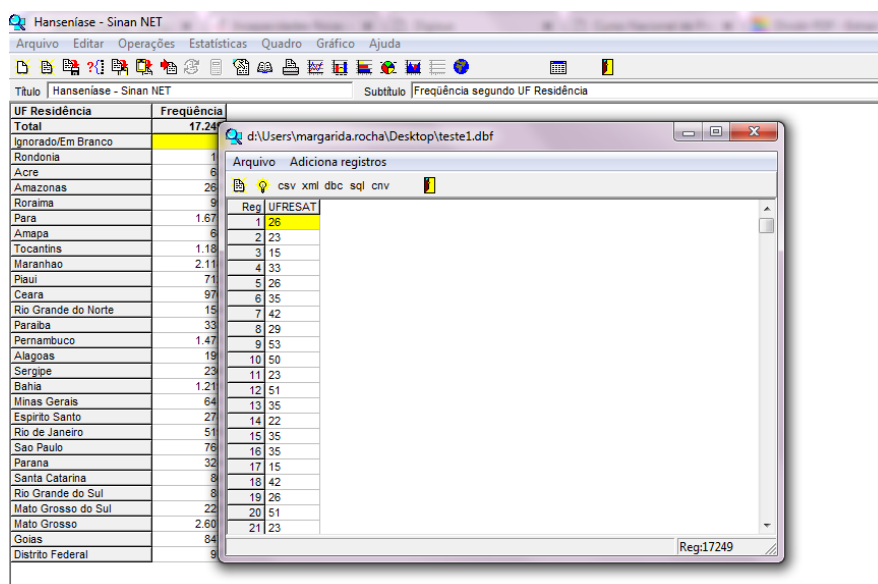 Hanseníase - Sinan NET
Arquivo Editar Operações Estatísticas Quadro Gráfico Ajuda
Título Hanseníase - Sinan NET Subtítulo Freqüência segundo UF Residência
UF Residência Freqüência
Total 17.249
Ignorado/Em Branco
Rondonia
Acre
Amazonas
Roraima
Para
Amapa
Tocantins
Maranhao
Piaui
Ceara
Rio Grande do Norte
Paraiba
Pernambuco
Alagoas
Sergipe
Bahia
Minas Gerais
Espirito Santo
Rio de Janeiro
Sao Paulo
Parana
Santa Catarina
Rio Grande do Sul
Mato Grosso do Sul
Mato Grosso
Goias
Distrito Federal
d:\Users\margarida.rocha\Desktop\teste1.dbf
Arquivo Adiciona registros
csv xml dbc sql cnv
Reg UFRESAT
1 26
2 23
3 15
4 33
5 26
6 35
7 42
8 29
9 53
10 50
11 23
12 51
13 35
14 22
15 35
16 35
17 15
18 42
19 26
20 51
21 23
Reg:17249